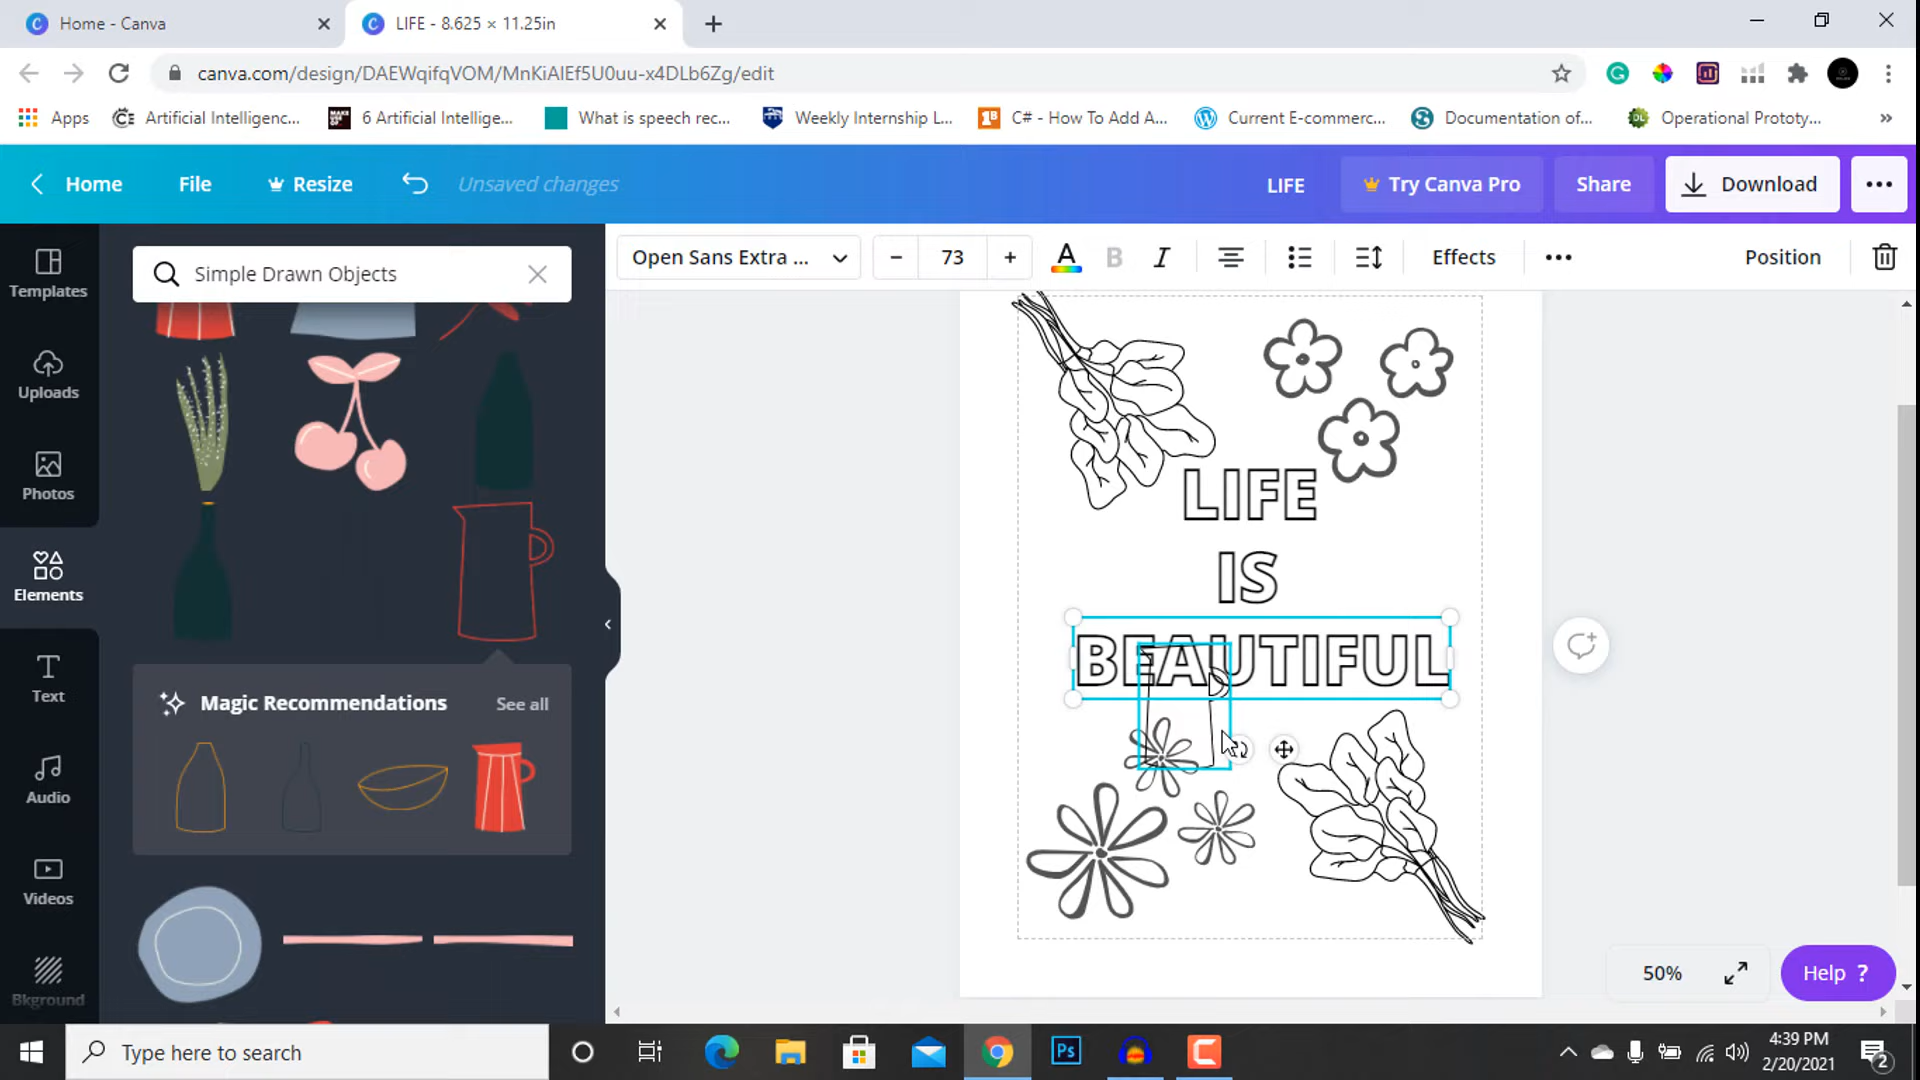 Home - Canva
LIFE - 8.625 × 11.25in
canva.com/design/DAEWqifqVOM/MnKiAIEf5U0uu-x4DLb6Zg/edit
Apps
Artificial Intelligenc...
6 Artificial Intellige...
What is speech rec...
Weekly Internship L...
C# - How To Add A...
Current E-commerc...
Documentation of...
Operational Prototy...
Home
File
Resize
Unsaved changes
LIFE
Try Canva Pro
Share
Download
Templates
Uploads
Photos
Elements
Text
Audio
Videos
Bkground
Simple Drawn Objects
Magic Recommendations
See all
Open Sans Extra ...
73
A
B
I
Effects
Position
LIFE
IS
BEAUTIFUL
50%
Help ?
Type here to search
Ps
4:39 PM
2/20/2021
2